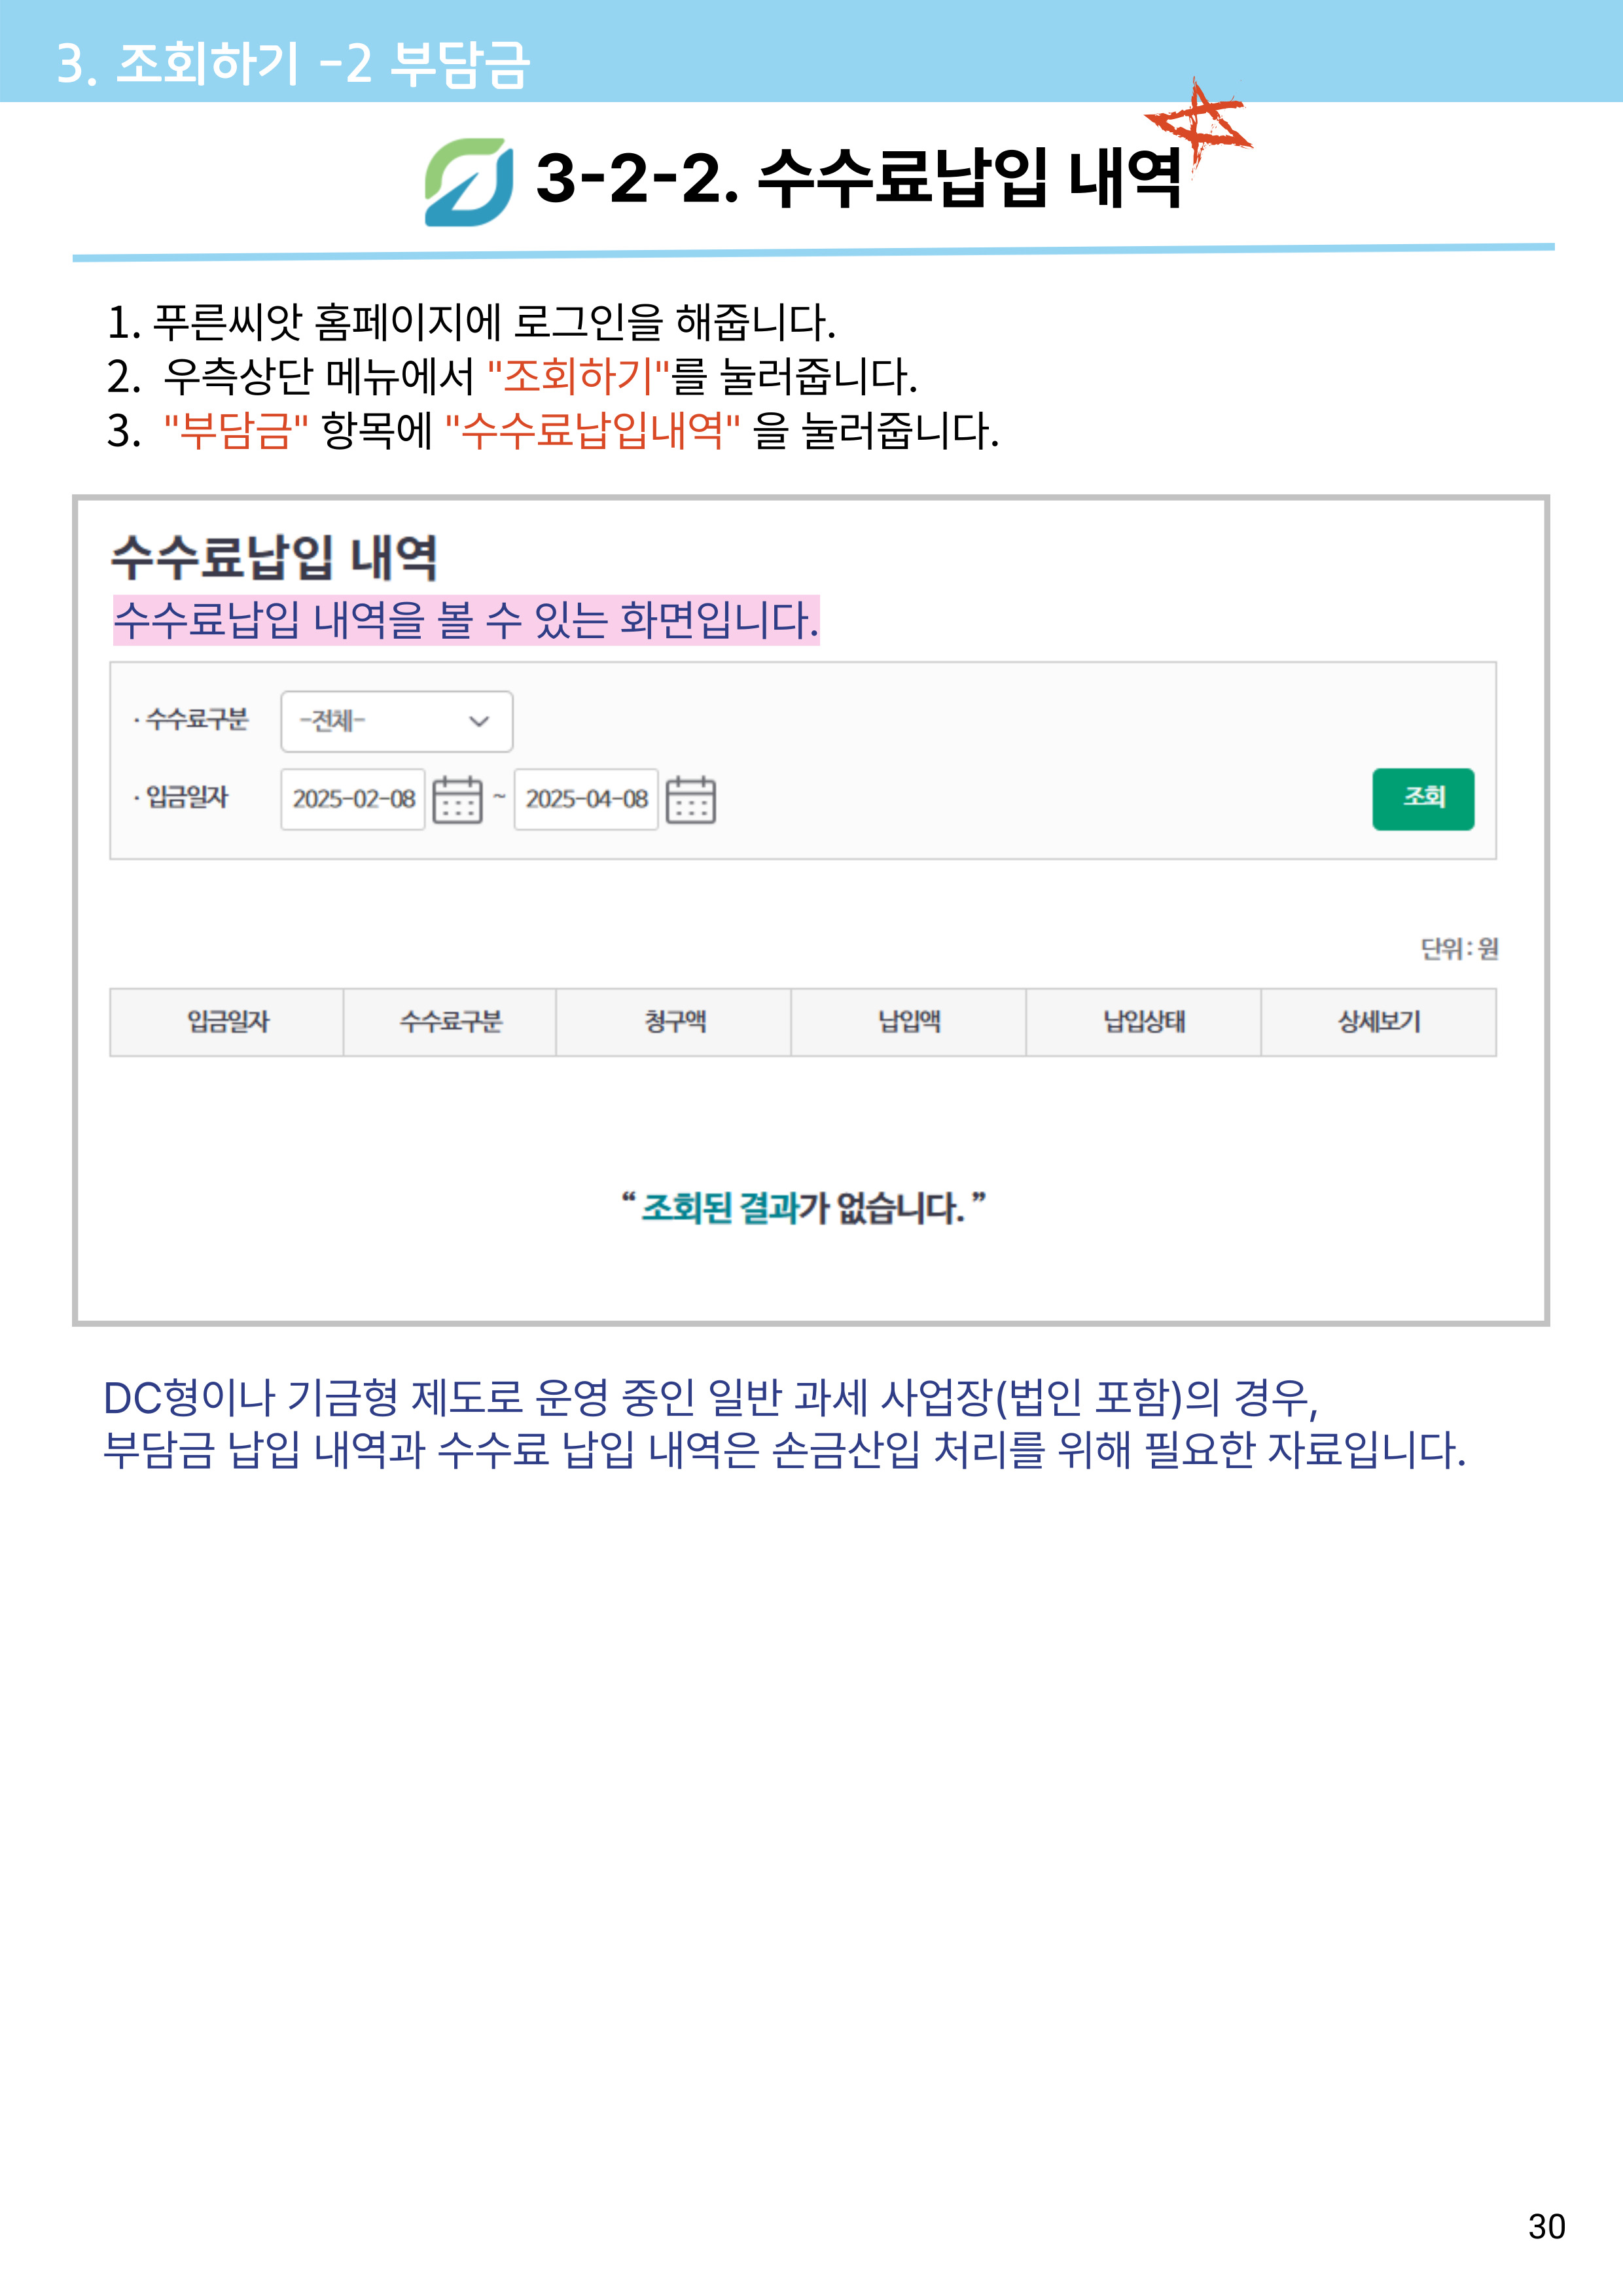 3. 조회하기 -2 부담금
3-2-2. 수수료납입 내역
1. 푸른씨앗 홈페이지에 로그인을 해줍니다.
2. 우측상단 메뉴에서 "조회하기"를 눌러줍니다.
3. "부담금" 항목에 "수수료납입내역" 을 눌러줍니다.
수수료납입 내역
수수료납입 내역을 볼 수 있는 화면입니다.
· 수수료구분 -전체-
· 입금일자 2025-02-08 ~ 2025-04-08 조회
단위 : 원
입금일자 수수료구분 청구액 납입액 납입상태 상세보기
“ 조회된 결과가 없습니다. ”
DC형이나 기금형 제도로 운영 중인 일반 과세 사업장(법인 포함)의 경우,
부담금 납입 내역과 수수료 납입 내역은 손금산입 처리를 위해 필요한 자료입니다.
30